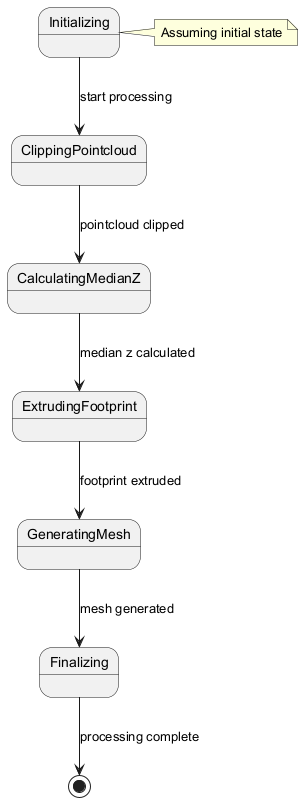 Initializing
Assuming initial state
start processing
ClippingPointcloud
pointcloud clipped
CalculatingMedianZ
median z calculated
ExtrudingFootprint
footprint extruded
GeneratingMesh
mesh generated
Finalizing
processing complete